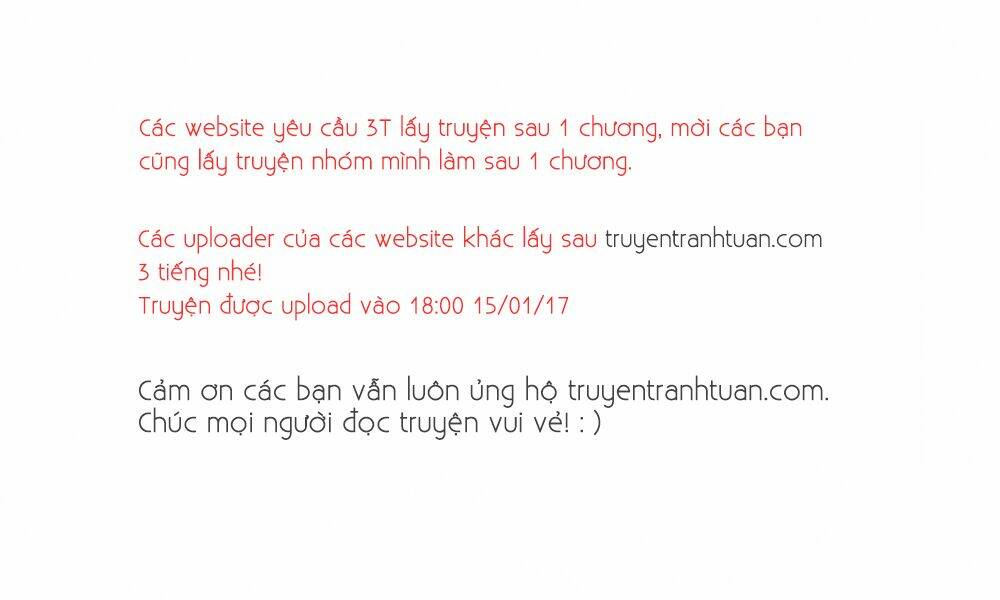 Các website yêu cầu 3T lấy truyện sau 1 chương, mời các bạn
cũng lấy truyện nhóm mình làm sau 1 chương.
Các uploader của các website khác lấy sau truyentranhtuan.com
3 tiếng nhé!
Truyện được upload vào 18:00 15/01/17
Cảm ơn các bạn vẫn luôn ủng hộ truyentranhtuan.com.
Chúc mọi người đọc truyện vui vẻ! : )